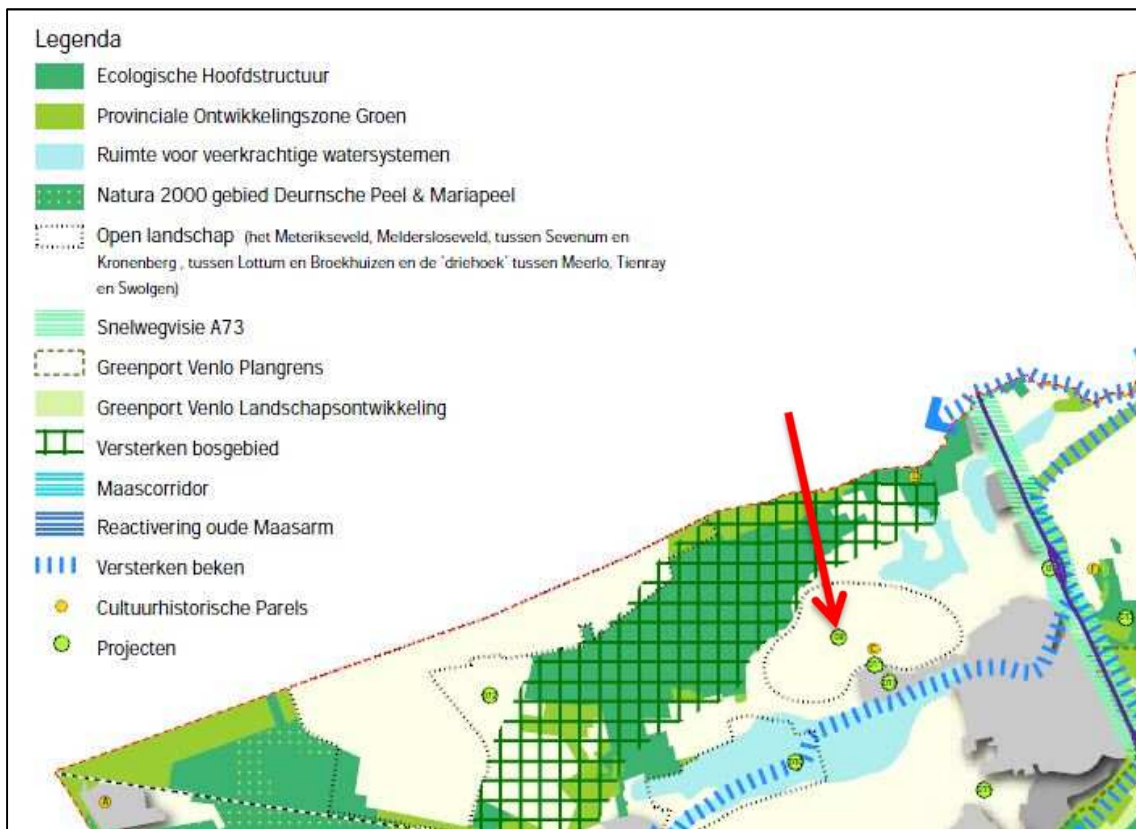 Legenda
Ecologische Hoofdstructuur
Provinciale Ontwikkelingszone Groen
Ruimte voor veerkrachtige watersystemen
Natura 2000 gebied Deurnsche Peel & Mariapeel
Open landschap (het Meterikseveld, Meldersloseveld, tussen Sevenum en
Kronenberg , tussen Lottum en Broekhuizen en de 'driehoek' tussen Meerlo, Tienray
en Swolgen)
Snelwegvisie A73
Greenport Venlo Plangrens
Greenport Venlo Landschapsontwikkeling
Versterken bosgebied
Maascorridor
Reactivering oude Maasarm
Versterken beken
Cultuurhistorische Parels
Projecten
A